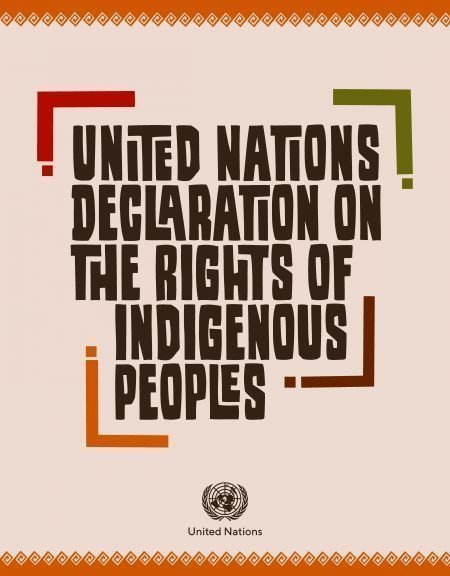 UNITED NATIONS
DECLARATION ON
THE RIGHTS OF
INDIGENOUS
PEOPLES
United Nations